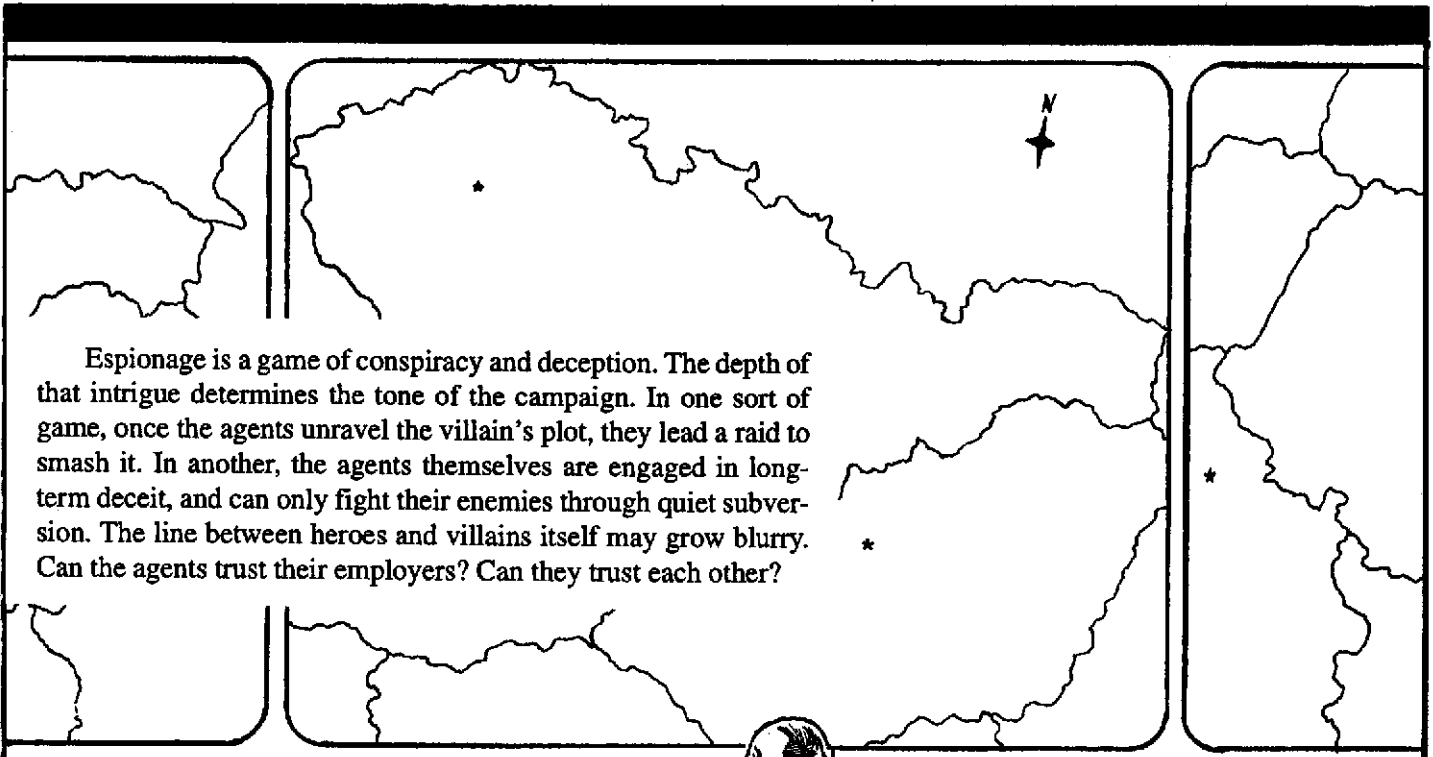 N
Espionage is a game of conspiracy and deception. The depth of
that intrigue determines the tone of the campaign. In one sort of
game, once the agents unravel the villain's plot, they lead a raid to
smash it. In another, the agents themselves are engaged in long-
term deceit, and can only fight their enemies through quiet subver-
sion. The line between heroes and villains itself may grow blurry.
Can the agents trust their employers? Can they trust each other?